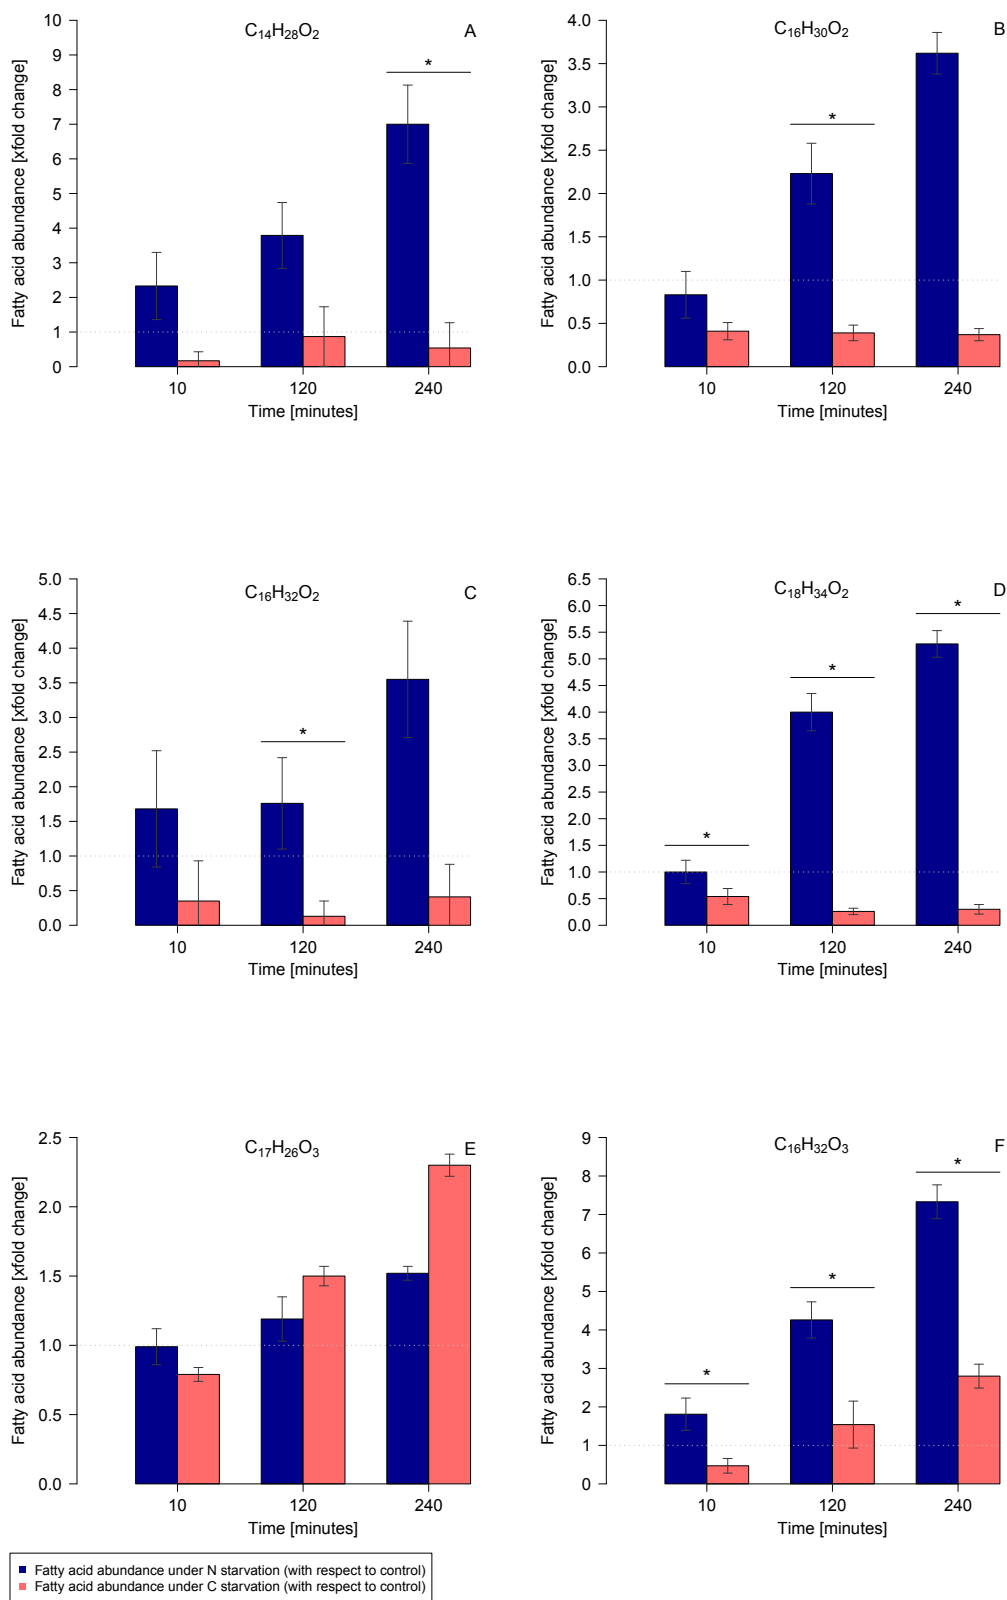 C₁₄H₂₈O₂
A
Fatty acid abundance [xfold change]
10
9
8
7
6
5
4
3
2
1
0
*
10 120 240
Time [minutes]
C₁₆H₃₀O₂
B
Fatty acid abundance [xfold change]
4.0
3.5
3.0
2.5
2.0
1.5
1.0
0.5
0.0
*
10 120 240
Time [minutes]
C₁₆H₃₂O₂
C
Fatty acid abundance [xfold change]
5.0
4.5
4.0
3.5
3.0
2.5
2.0
1.5
1.0
0.5
0.0
*
10 120 240
Time [minutes]
C₁₈H₃₄O₂
D
Fatty acid abundance [xfold change]
6.5
6.0
5.5
5.0
4.5
4.0
3.5
3.0
2.5
2.0
1.5
1.0
0.5
0.0
* * *
10 120 240
Time [minutes]
C₁₇H₂₆O₃
E
Fatty acid abundance [xfold change]
2.5
2.0
1.5
1.0
0.5
0.0
10 120 240
Time [minutes]
C₁₆H₃₂O₃
F
Fatty acid abundance [xfold change]
9
8
7
6
5
4
3
2
1
0
* * *
10 120 240
Time [minutes]
Fatty acid abundance under N starvation (with respect to control)
Fatty acid abundance under C starvation (with respect to control)